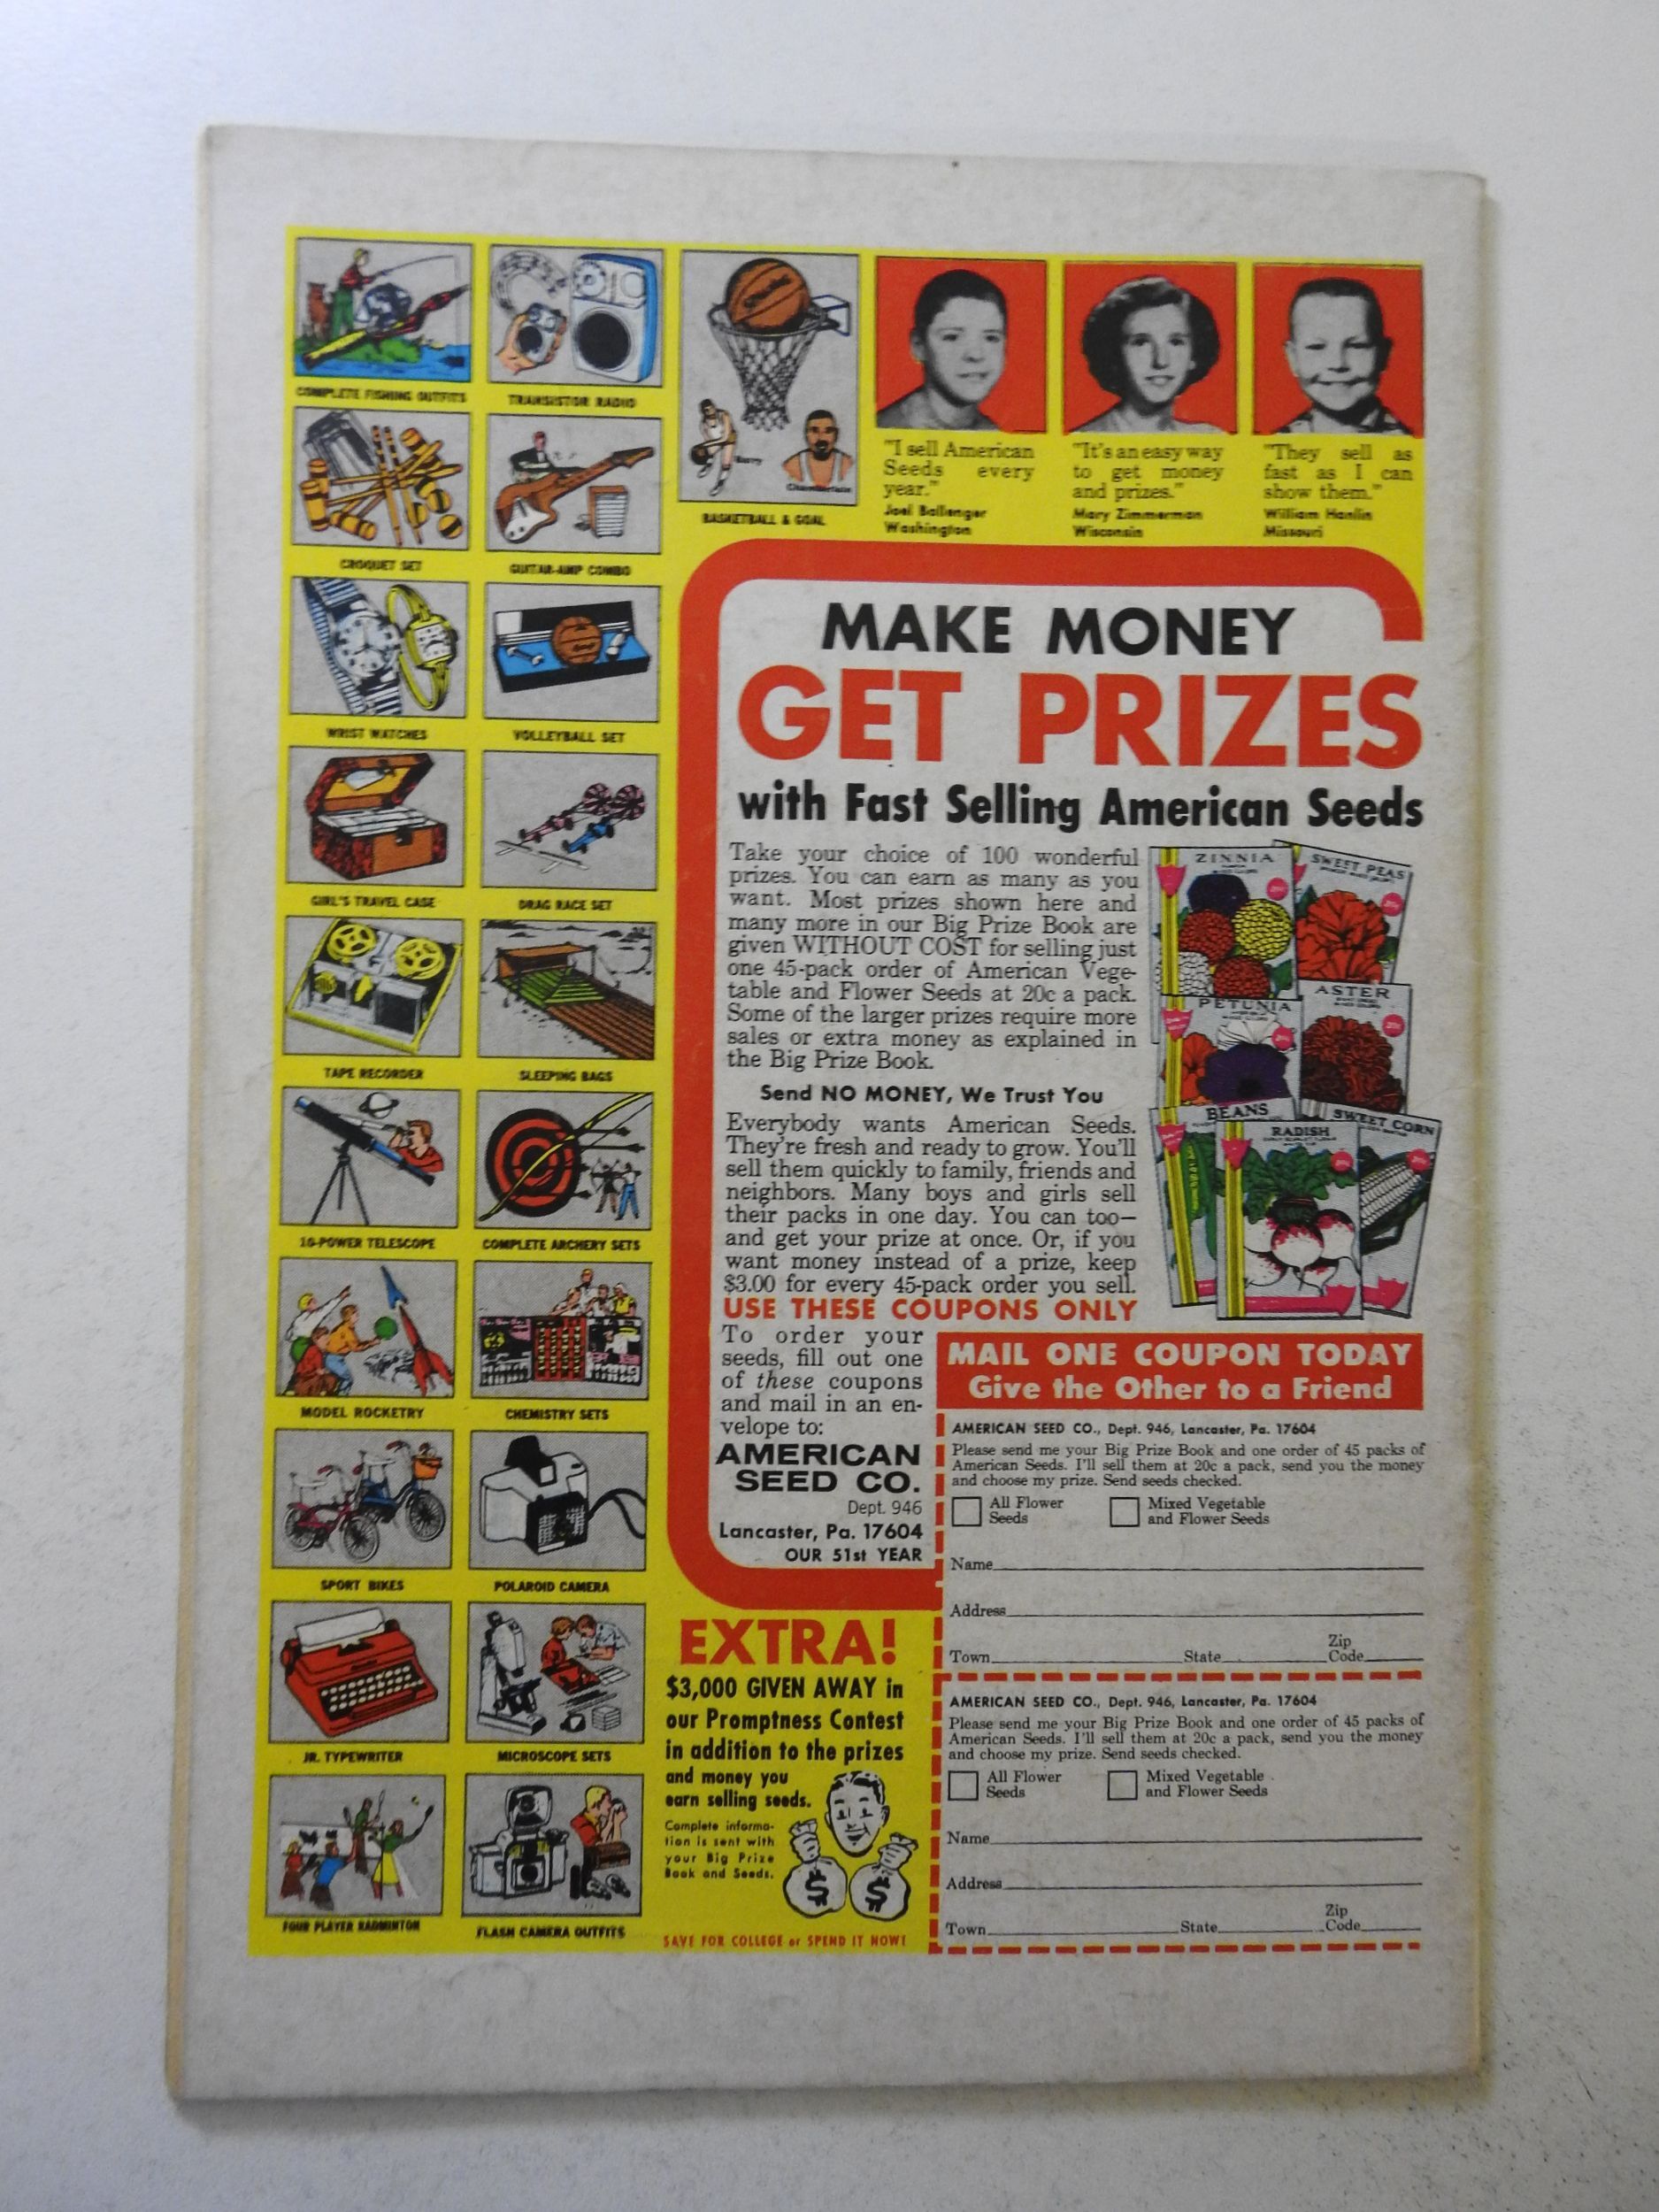 COMPLETE FISHING OUTFITS
TRANSISTOR RADIO
Barry
Chamberlain
BASKETBALL & GOAL
CROQUET SET
GUITAR-AMP COMBO
WRIST WATCHES
VOLLEYBALL SET
GIRL'S TRAVEL CASE
DRAG RACE SET
TAPE RECORDER
SLEEPING BAGS
10-POWER TELESCOPE
COMPLETE ARCHERY SETS
MODEL ROCKETRY
CHEMISTRY SETS
SPORT BIKES
POLAROID CAMERA
JR. TYPEWRITER
MICROSCOPE SETS
FOUR PLAYER BADMINTON
FLASH CAMERA OUTFITS
"I sell American
Seeds every
year."
Joel Ballenger
Washington
"It's an easy way
to get money
and prizes."
Mary Zimmerman
Wisconsin
"They sell as
fast as I can
show them."
William Hanlin
Missouri
MAKE MONEY
GET PRIZES
with Fast Selling American Seeds
Take your choice of 100 wonderful
prizes. You can earn as many as you
want. Most prizes shown here and
many more in our Big Prize Book are
given WITHOUT COST for selling just
one 45-pack order of American Vege-
table and Flower Seeds at 20c a pack.
Some of the larger prizes require more
sales or extra money as explained in
the Big Prize Book.
Send NO MONEY, We Trust You
Everybody wants American Seeds.
They're fresh and ready to grow. You'll
sell them quickly to family, friends and
neighbors. Many boys and girls sell
their packs in one day. You can too—
and get your prize at once. Or, if you
want money instead of a prize, keep
$3.00 for every 45-pack order you sell.
USE THESE COUPONS ONLY
To order your
seeds, fill out one
of these coupons
and mail in an en-
velope to:
AMERICAN
SEED CO.
Dept. 946
Lancaster, Pa. 17604
OUR 51st YEAR
ZINNIA
SWEET PEAS
PETUNIA
ASTER
BEANS
RADISH
SWEET CORN
MAIL ONE COUPON TODAY
Give the Other to a Friend
AMERICAN SEED CO., Dept. 946, Lancaster, Pa. 17604
Please send me your Big Prize Book and one order of 45 packs of
American Seeds. I'll sell them at 20c a pack, send you the money
and choose my prize. Send seeds checked.
All Flower
Seeds
Mixed Vegetable
and Flower Seeds
Name
Address
Town State Zip Code
AMERICAN SEED CO., Dept. 946, Lancaster, Pa. 17604
Please send me your Big Prize Book and one order of 45 packs of
American Seeds. I'll sell them at 20c a pack, send you the money
and choose my prize. Send seeds checked.
All Flower
Seeds
Mixed Vegetable
and Flower Seeds
Name
Address
Town State Zip Code
EXTRA!
$3,000 GIVEN AWAY in
our Promptness Contest
in addition to the prizes
and money you
earn selling seeds.
Complete informa-
tion is sent with
your Big Prize
Book and Seeds.
$ $
SAVE FOR COLLEGE or SPEND IT NOW!